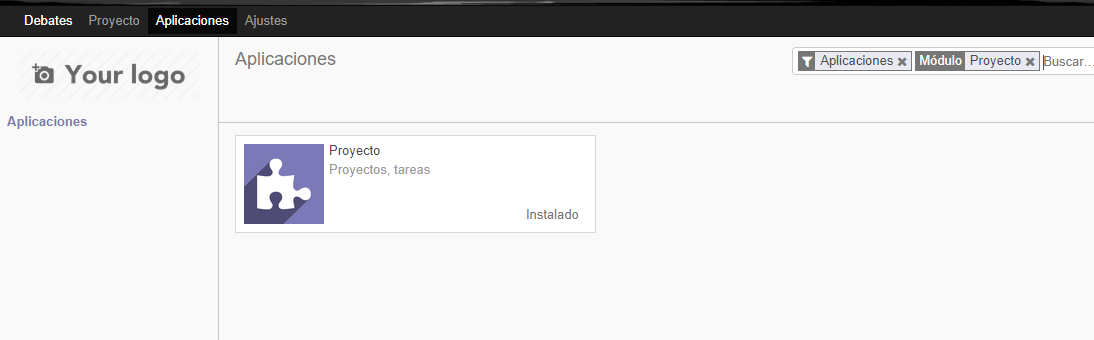 Debates Proyecto Aplicaciones Ajustes
Your logo
Aplicaciones
Aplicaciones Módulo Proyecto Buscar...
Aplicaciones
Proyecto
Proyectos, tareas
Instalado